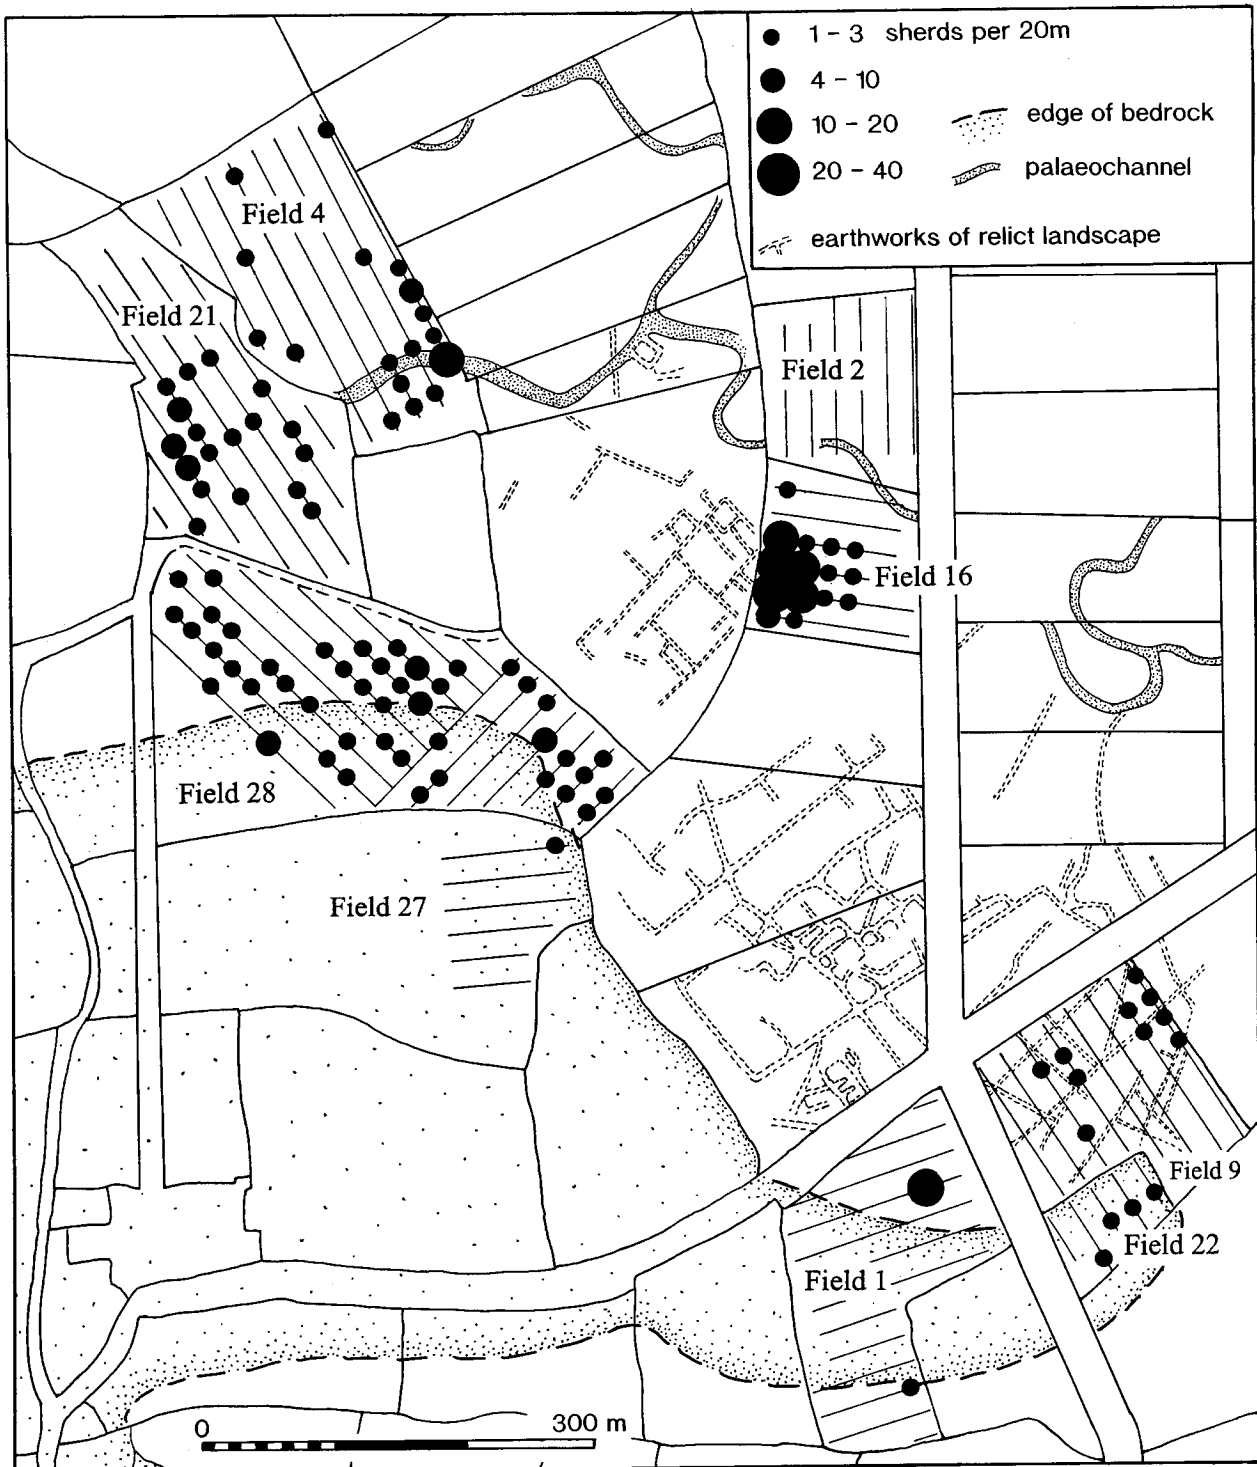 1 – 3 sherds per 20m
4 – 10
10 – 20
edge of bedrock
20 – 40
palaeochannel
earthworks of relict landscape
Field 4
Field 21
Field 2
Field 16
Field 28
Field 27
Field 9
Field 22
Field 1
0 300 m